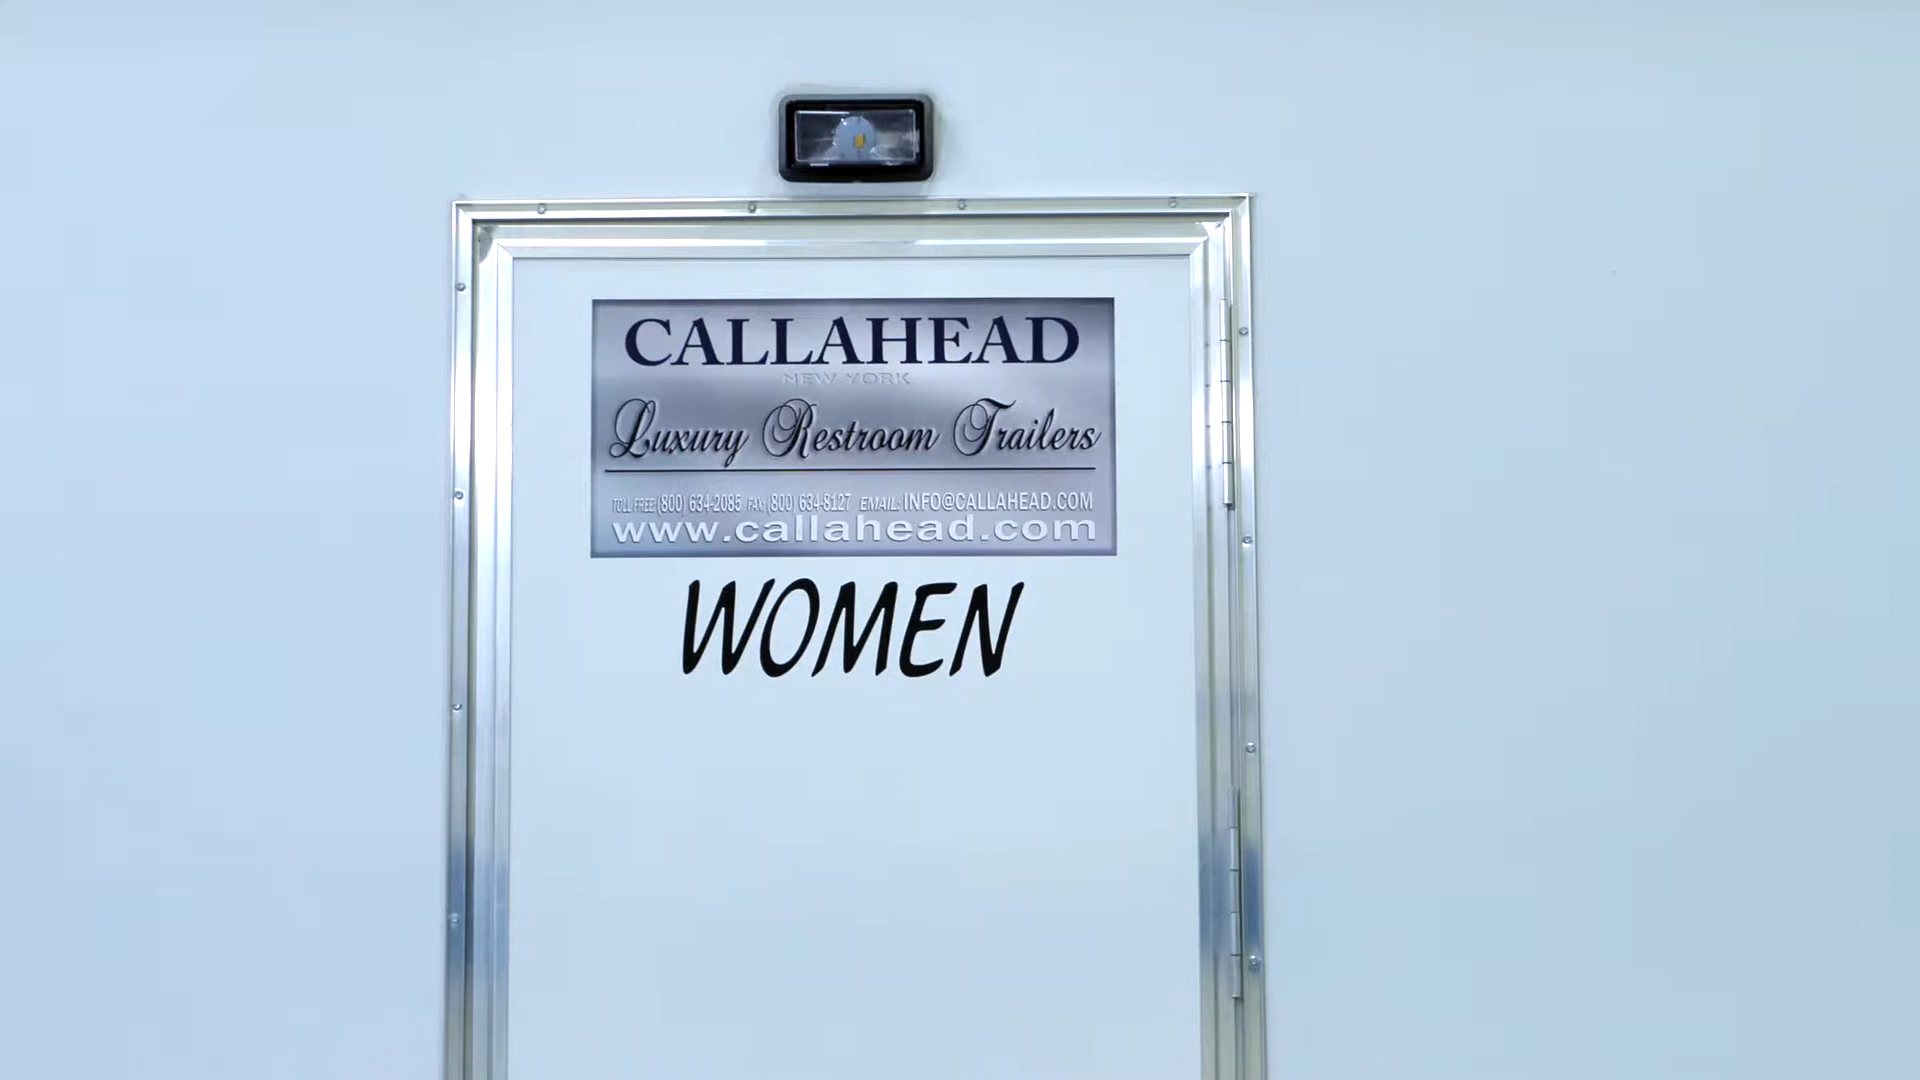 CALLAHEAD
NEW YORK
Luxury Restroom Trailers
TOLL FREE: (800) 634-2085 FAX: (800) 634-8127 EMAIL: INFO@CALLAHEAD.COM
www.callahead.com
WOMEN